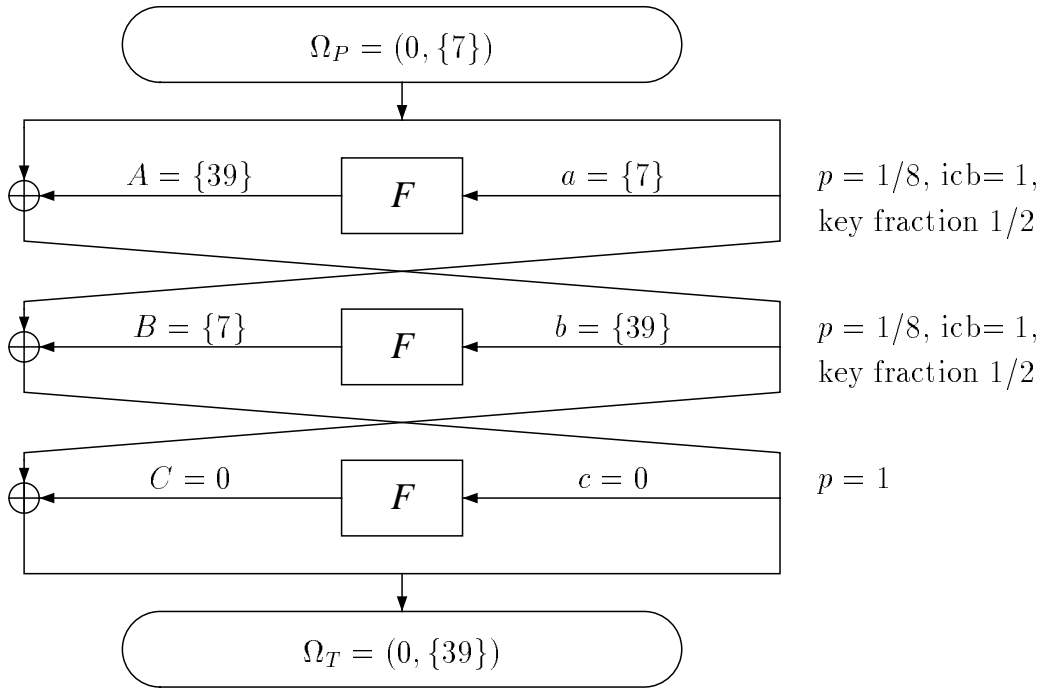 Ω_P = (0, {7})
A = {39}
F
a = {7}
p = 1/8, icb= 1,
key fraction 1/2
B = {7}
F
b = {39}
p = 1/8, icb= 1,
key fraction 1/2
C = 0
F
c = 0
p = 1
Ω_T = (0, {39})